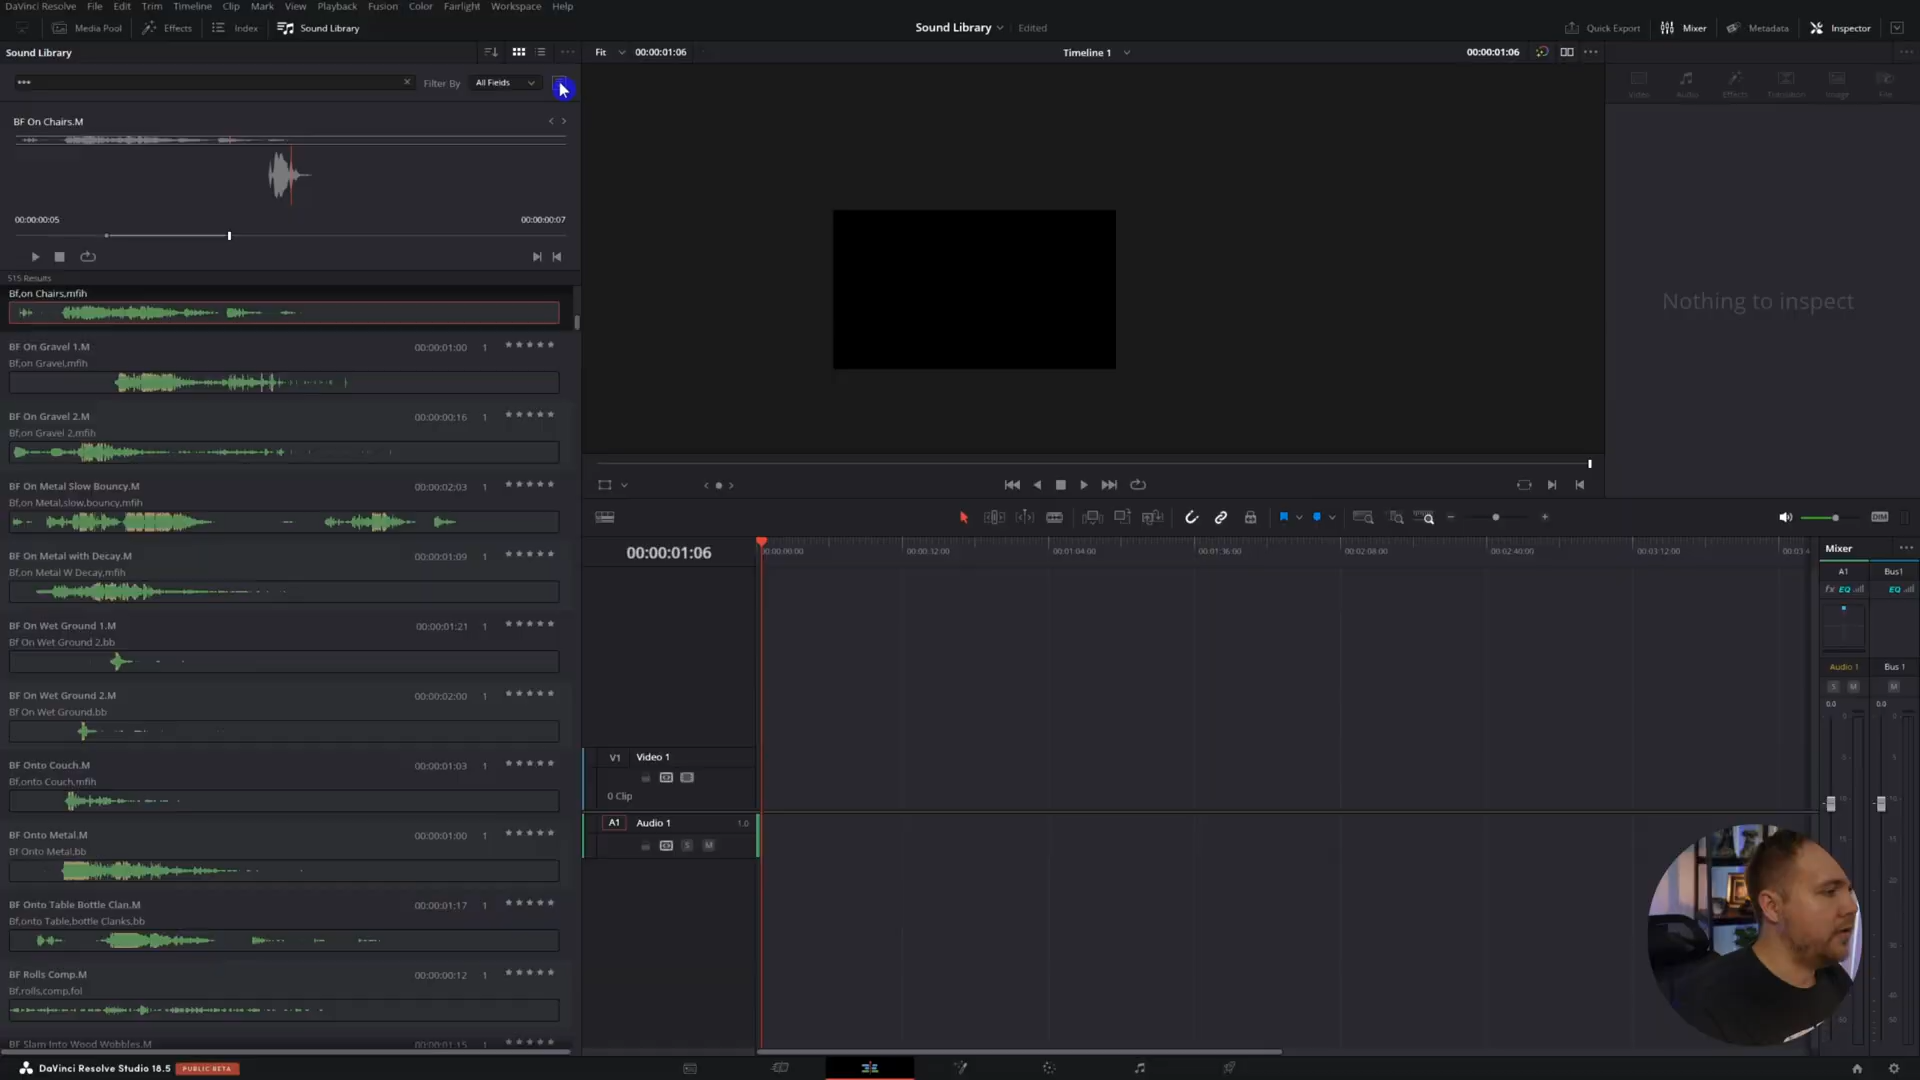 DaVinci Resolve File Edit Trim Timeline Clip Mark View Playback Fusion Color Fairlight Workspace Help
Media Pool Effects Index Sound Library Sound Library Edited Quick Export Mixer Metadata Inspector
Sound Library Fit 00:00:01:06 Timeline 1 00:00:01:06
*** Filter By All Fields
Video Audio Effects Transition Image File
BF On Chairs.M
00:00:00:05 00:00:00:07
515 Results
Bf,on Chairs,mfih
BF On Gravel 1.M 00:00:01:00 1
Bf,on Gravel,mfih
BF On Gravel 2.M 00:00:00:16 1
Bf,on Gravel 2,mfih
BF On Metal Slow Bouncy.M 00:00:02:03 1
Bf,on Metal,slow,bouncy,mfih
BF On Metal with Decay.M 00:00:01:09 1
Bf,on Metal W Decay,mfih
BF On Wet Ground 1.M 00:00:01:21 1
Bf On Wet Ground 2,bb
BF On Wet Ground 2.M 00:00:02:00 1
Bf On Wet Ground.bb
BF Onto Couch.M 00:00:01:03 1
Bf,onto Couch,mfih
BF Onto Metal.M 00:00:01:00 1
Bf Onto Metal,bb
BF Onto Table Bottle Clan.M 00:00:01:17 1
Bf,onto Table,bottle Clanks,bb
BF Rolls Comp.M 00:00:00:12 1
Bf,rolls,comp,fol
BF Slam Into Wood Wobbles.M 00:00:01:15 1
Nothing to inspect
DIM
00:00:01:06 00:00:00:00 00:00:12:00 00:01:04:00 00:01:36:00 00:02:08:00 00:02:40:00 00:03:12:00 00:03:4
V1 Video 1
0 Clip
A1 Audio 1 1.0
S M
Mixer
A1 Bus1
fx EQ EQ
Audio 1 Bus 1
S M M
0.0 0.0
DaVinci Resolve Studio 18.5 PUBLIC BETA